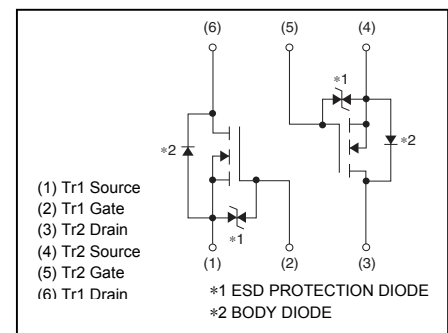 (6) (5) (4)
∗1
∗2
∗2
(1) Tr1 Source
(2) Tr1 Gate
(3) Tr2 Drain
(4) Tr2 Source
(5) Tr2 Gate
(6) Tr1 Drain
∗1
(1) (2) (3)
∗1 ESD PROTECTION DIODE
∗2 BODY DIODE